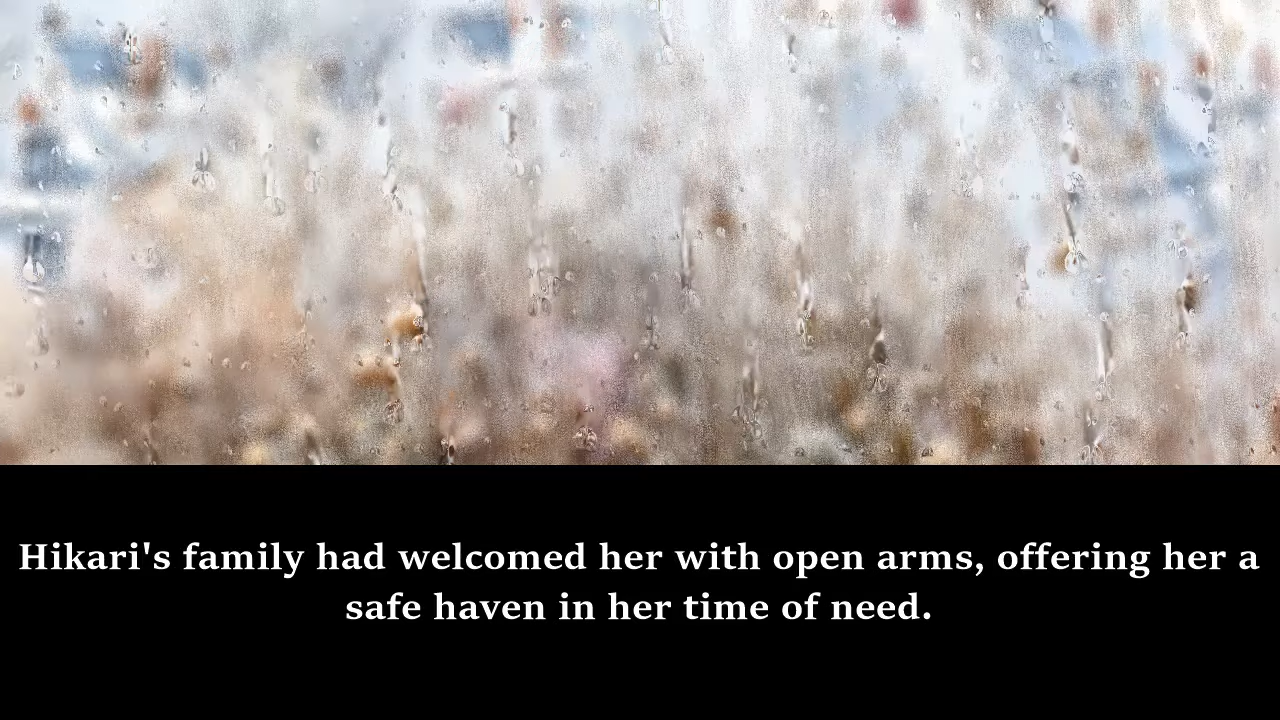 Hikari's family had welcomed her with open arms, offering her a
safe haven in her time of need.